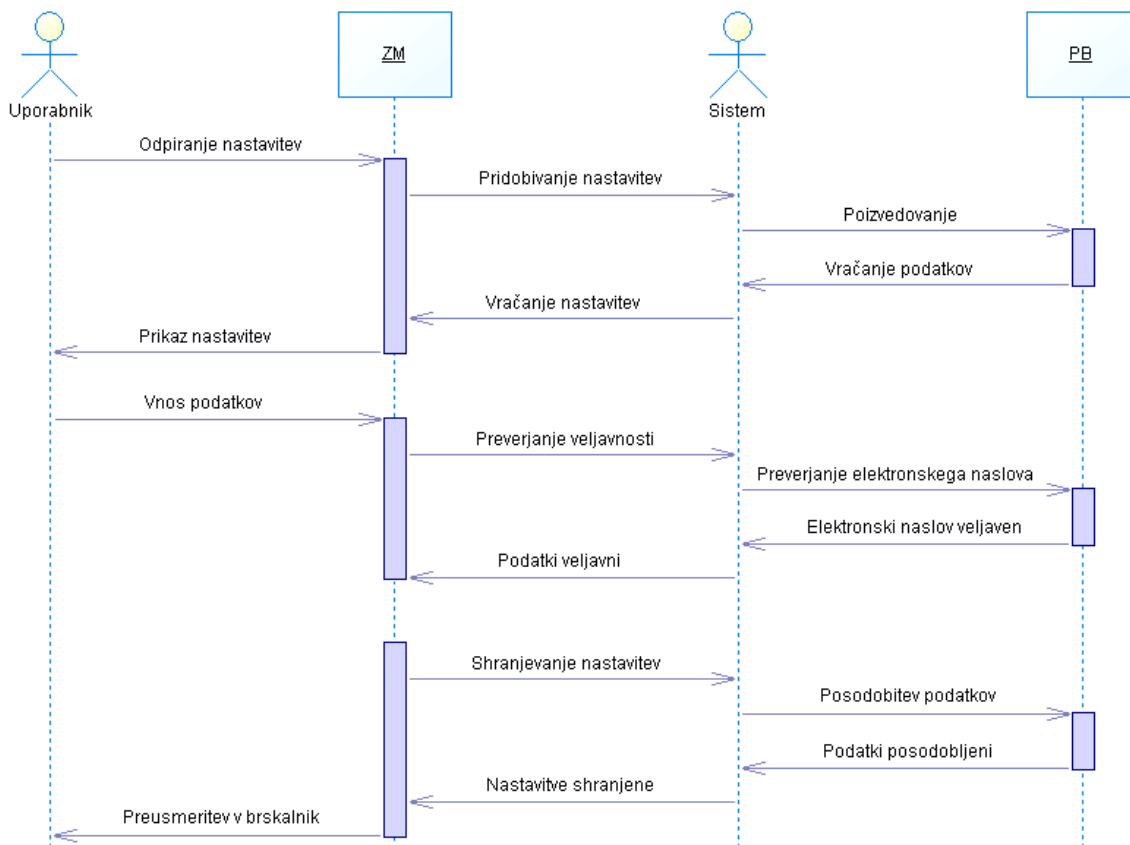 ZM
PB
Uporabnik
Sistem
Odpiranje nastavitev
Pridobivanje nastavitev
Poizvedovanje
Vračanje podatkov
Vračanje nastavitev
Prikaz nastavitev
Vnos podatkov
Preverjanje veljavnosti
Preverjanje elektronskega naslova
Elektronski naslov veljaven
Podatki veljavni
Shranjevanje nastavitev
Posodobitev podatkov
Podatki posodobljeni
Nastavitve shranjene
Preusmeritev v brskalnik